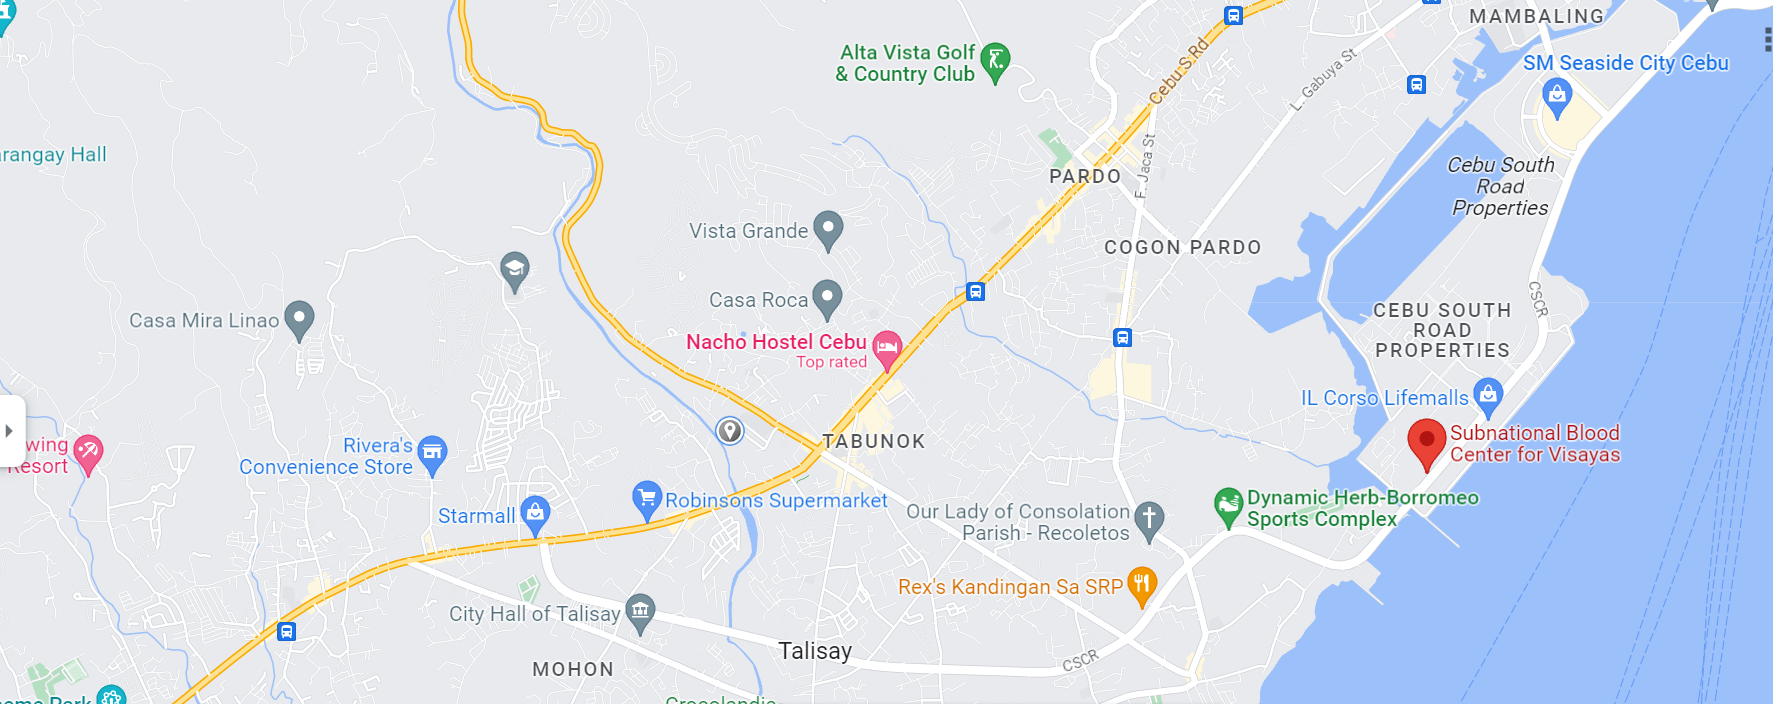 MAMBALING
Alta Vista Golf
& Country Club
Cebu S Rd
SM Seaside City Cebu
L. Gabuya St
arangay Hall
F. Jaca St
PARDO
Cebu South
Road
Properties
Vista Grande
COGON PARDO
Casa Roca
CSCR
Casa Mira Linao
CEBU SOUTH
ROAD
PROPERTIES
Nacho Hostel Cebu
Top rated
IL Corso Lifemalls
wing
Resort
Rivera's
Convenience Store
TABUNOK
Subnational Blood
Center for Visayas
Robinsons Supermarket
Starmall
Our Lady of Consolation
Parish - Recoletos
Dynamic Herb-Borromeo
Sports Complex
Rex's Kandingan Sa SRP
City Hall of Talisay
Talisay
CSCR
MOHON
Park